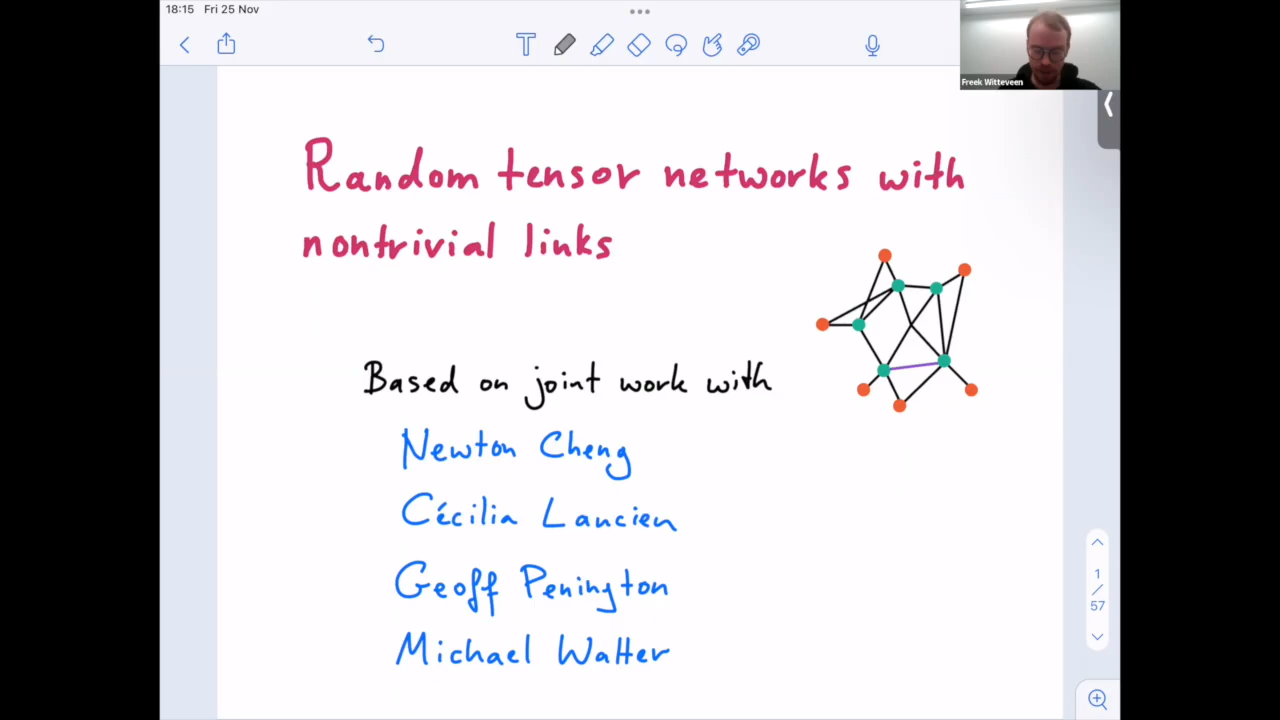 18:15 Fri 25 Nov
Freek Witteveen
Random tensor networks with
nontrivial links
Based on joint work with
Newton Cheng
Cécilia Lancien
Geoff Penington
Michael Walter
1
/
57